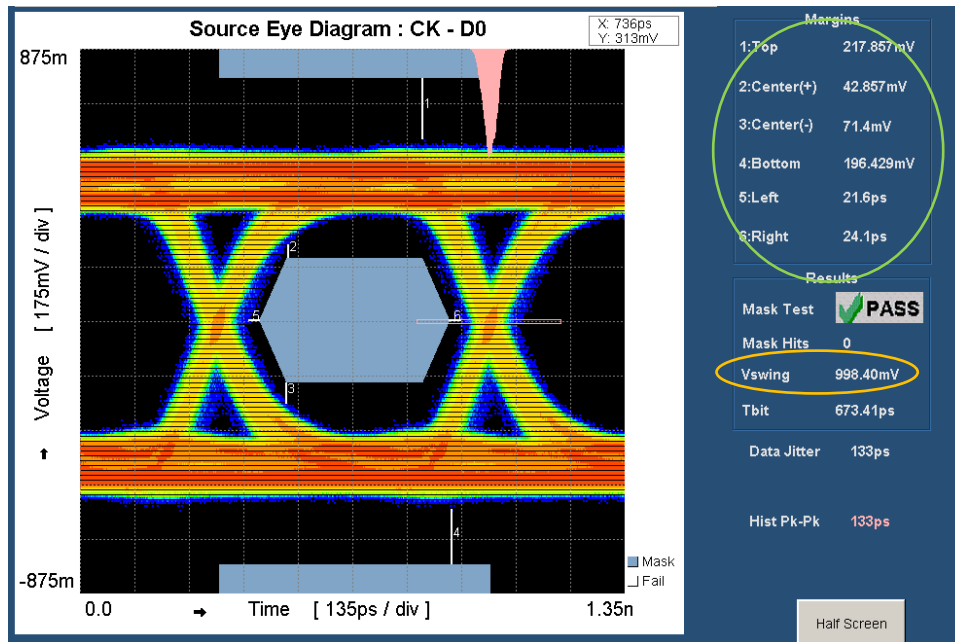 Source Eye Diagram : CK - D0
X: 736ps
Y: 313mV
875m
Voltage [ 175mV / div ]
-875m
1
2
5
6
3
4
Mask
Fail
0.0 Time [ 135ps / div ] 1.35n
Margins
1:Top 217.857mV
2:Center(+) 42.857mV
3:Center(-) 71.4mV
4:Bottom 196.429mV
5:Left 21.6ps
6:Right 24.1ps
Results
Mask Test PASS
Mask Hits 0
Vswing 998.40mV
Tbit 673.41ps
Data Jitter 133ps
Hist Pk-Pk 133ps
Half Screen